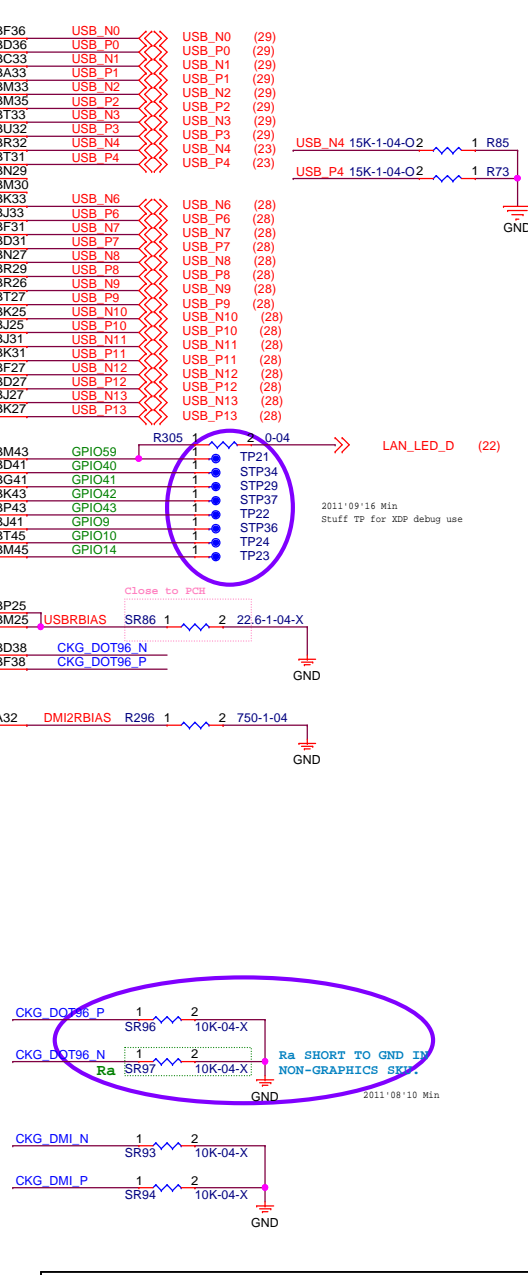 BF36 USB_N0 USB_N0 (29)
BD36 USB_P0 USB_P0 (29)
BC33 USB_N1 USB_N1 (29)
BA33 USB_P1 USB_P1 (29)
BM33 USB_N2 USB_N2 (29)
BM35 USB_P2 USB_P2 (29)
BT33 USB_N3 USB_N3 (29)
BU32 USB_P3 USB_P3 (29)
BR32 USB_N4 USB_N4 (23) USB_N4 15K-1-04-O 2 1 R85
BT31 USB_P4 USB_P4 (23) USB_P4 15K-1-04-O 2 1 R73
BN29
BM30
GND
BK33 USB_N6 USB_N6 (28)
BJ33 USB_P6 USB_P6 (28)
BF31 USB_N7 USB_N7 (28)
BD31 USB_P7 USB_P7 (28)
BN27 USB_N8 USB_N8 (28)
BR29 USB_P8 USB_P8 (28)
BR26 USB_N9 USB_N9 (28)
BT27 USB_P9 USB_P9 (28)
BK25 USB_N10 USB_N10 (28)
BJ25 USB_P10 USB_P10 (28)
BJ31 USB_N11 USB_N11 (28)
BK31 USB_P11 USB_P11 (28)
BF27 USB_N12 USB_N12 (28)
BD27 USB_P12 USB_P12 (28)
BJ27 USB_N13 USB_N13 (28)
BK27 USB_P13 USB_P13 (28)
R305 1 2 0-04 LAN_LED_D (22)
BM43 GPIO59 1 TP21
BD41 GPIO40 1 STP34
BG41 GPIO41 1 STP29
BK43 GPIO42 1 STP37
BP43 GPIO43 1 TP22
BJ41 GPIO9 1 STP36
BT45 GPIO10 1 TP24
BM45 GPIO14 1 TP23
2011'09'16 Min
Stuff TP for XDP debug use
Close to PCH
BP25
BM25 USBRBIAS SR86 1 2 22.6-1-04-X
BD38 CKG_DOT96_N
BF38 CKG_DOT96_P
GND
A32 DMI2RBIAS R296 1 2 750-1-04
GND
CKG_DOT96_P 1 2
SR96 10K-04-X
CKG_DOT96_N 1 2
Ra SR97 10K-04-X
Ra SHORT TO GND IN
NON-GRAPHICS SKU.
GND
2011'08'10 Min
CKG_DMI_N 1 2
SR93 10K-04-X
CKG_DMI_P 1 2
SR94 10K-04-X
GND